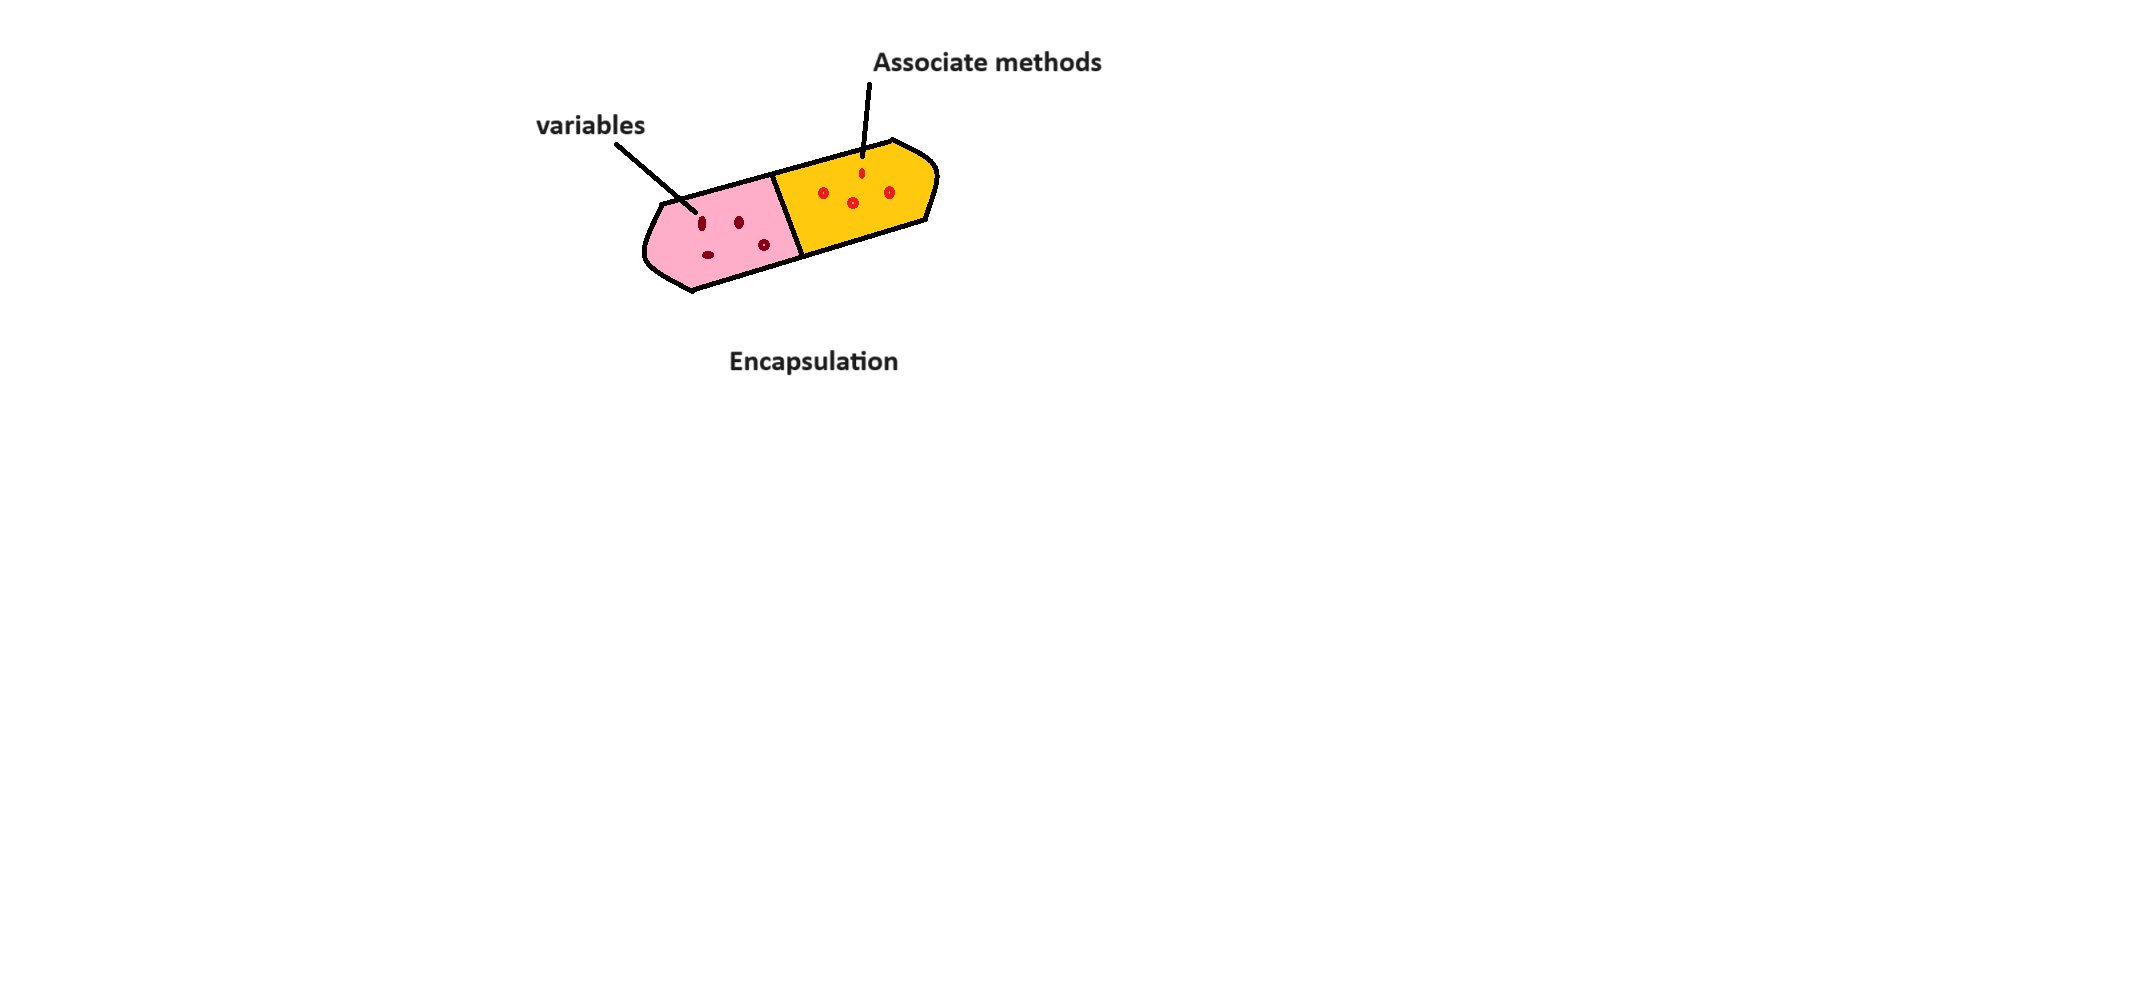 Associate methods
variables
Encapsulation